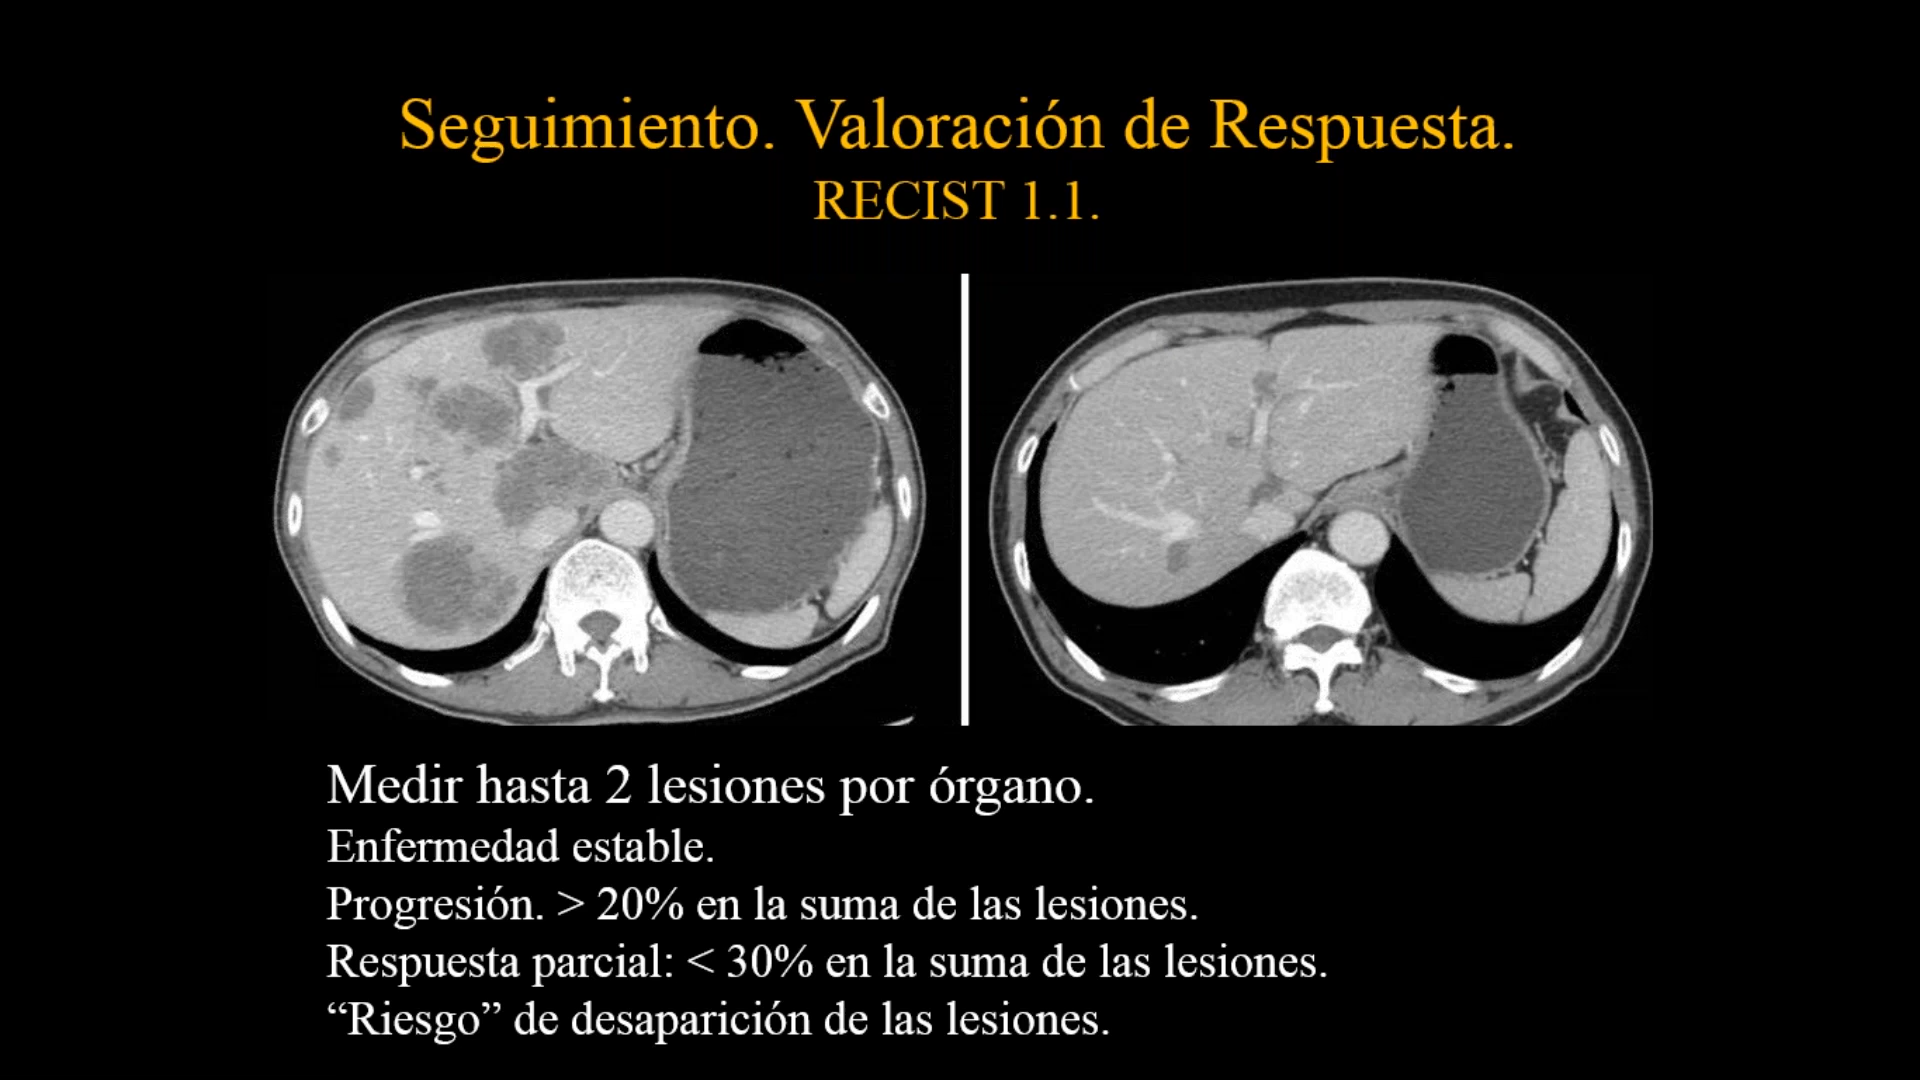 Seguimiento. Valoración de Respuesta.
RECIST 1.1.
Medir hasta 2 lesiones por órgano.
Enfermedad estable.
Progresión. > 20% en la suma de las lesiones.
Respuesta parcial: < 30% en la suma de las lesiones.
“Riesgo” de desaparición de las lesiones.